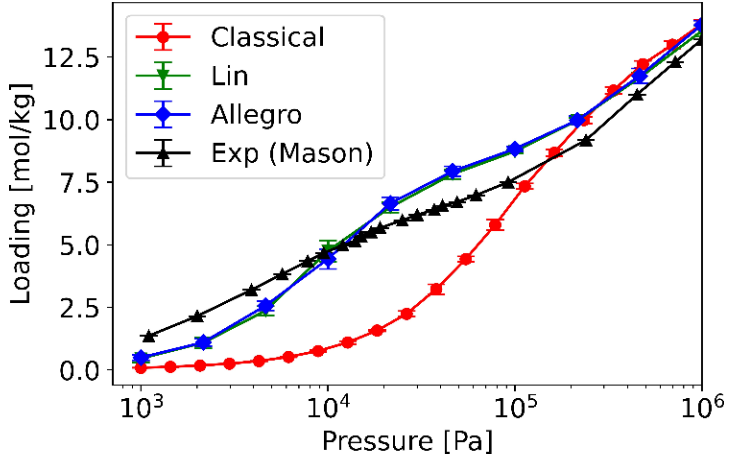 Classical
Lin
Allegro
Exp (Mason)
Loading [mol/kg]
12.5
10.0
7.5
5.0
2.5
0.0
10³ 10⁴ 10⁵ 10⁶
Pressure [Pa]